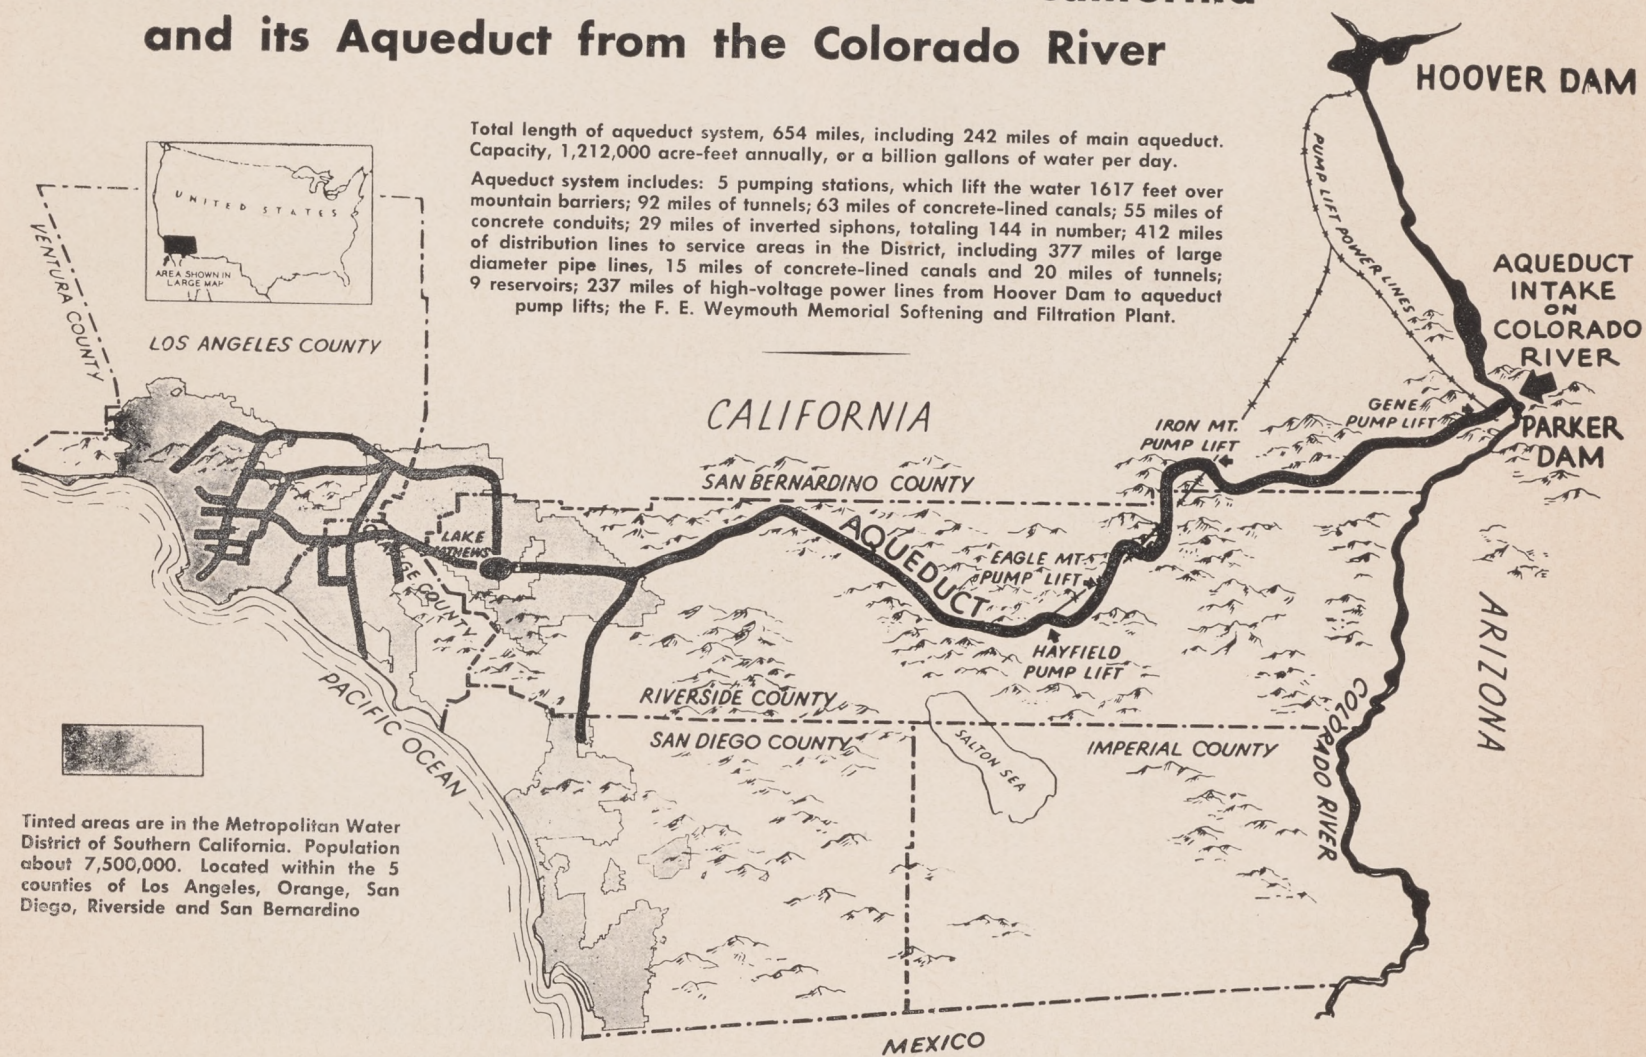 and its Aqueduct from the Colorado River
HOOVER DAM
Total length of aqueduct system, 654 miles, including 242 miles of main aqueduct.
Capacity, 1,212,000 acre-feet annually, or a billion gallons of water per day.
Aqueduct system includes: 5 pumping stations, which lift the water 1617 feet over
mountain barriers; 92 miles of tunnels; 63 miles of concrete-lined canals; 55 miles of
concrete conduits; 29 miles of inverted siphons, totaling 144 in number; 412 miles
of distribution lines to service areas in the District, including 377 miles of large
diameter pipe lines, 15 miles of concrete-lined canals and 20 miles of tunnels;
9 reservoirs; 237 miles of high-voltage power lines from Hoover Dam to aqueduct
pump lifts; the F. E. Weymouth Memorial Softening and Filtration Plant.
UNITED STATES
AREA SHOWN IN
LARGE MAP
VENTURA COUNTY
LOS ANGELES COUNTY
PUMP LIFT POWER LINES
AQUEDUCT
INTAKE
ON
COLORADO
RIVER
CALIFORNIA
IRON MT.
PUMP LIFT
GENE
PUMP LIFT
PARKER
DAM
SAN BERNARDINO COUNTY
LAKE
AQUEDUCT
EAGLE MT.
PUMP LIFT
COUNTY
HAYFIELD
PUMP LIFT
ARIZONA
PACIFIC OCEAN
RIVERSIDE COUNTY
SAN DIEGO COUNTY
SALTON SEA
IMPERIAL COUNTY
COLORADO RIVER
Tinted areas are in the Metropolitan Water
District of Southern California. Population
about 7,500,000. Located within the 5
counties of Los Angeles, Orange, San
Diego, Riverside and San Bernardino
MEXICO